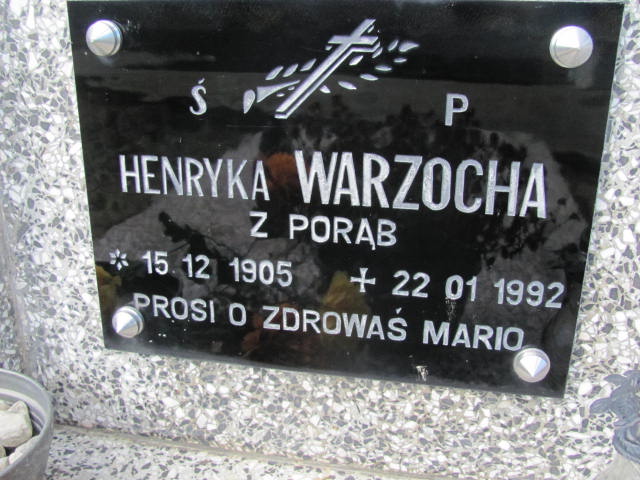 Ś P
HENRYKA WARZOCHA
Z PORĄB
* 15 12 1905 + 22 01 1992
PROSI O ZDROWAŚ MARIO